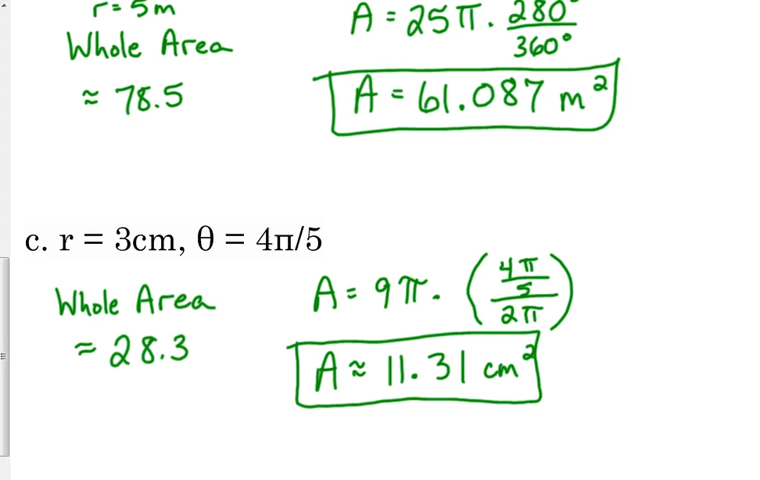 r = 5m
Whole Area
≈ 78.5
A = 25π · 280°/360°
A = 61.087 m²
c. r = 3cm, θ = 4π/5
Whole Area
≈ 28.3
A = 9π · ((4π/5)/2π)
A ≈ 11.31 cm²